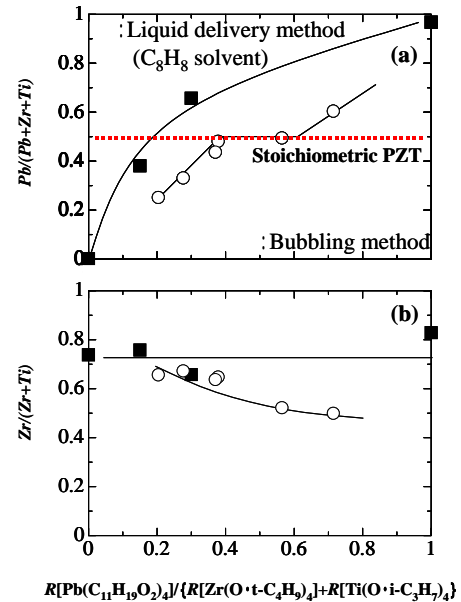 Liquid delivery method
(C₈H₈ solvent)
(a)
1
0.8
0.6
0.4
0.2
0
Pb/(Pb+Zr+Ti)
Stoichiometric PZT
Bubbling method
(b)
1
0.8
0.6
0.4
0.2
0
Zr/(Zr+Ti)
0 0.2 0.4 0.6 0.8 1
R[Pb(C₁₁H₁₉O₂)₄]/{R[Zr(O·t-C₄H₉)₄]+R[Ti(O·i-C₃H₇)₄}